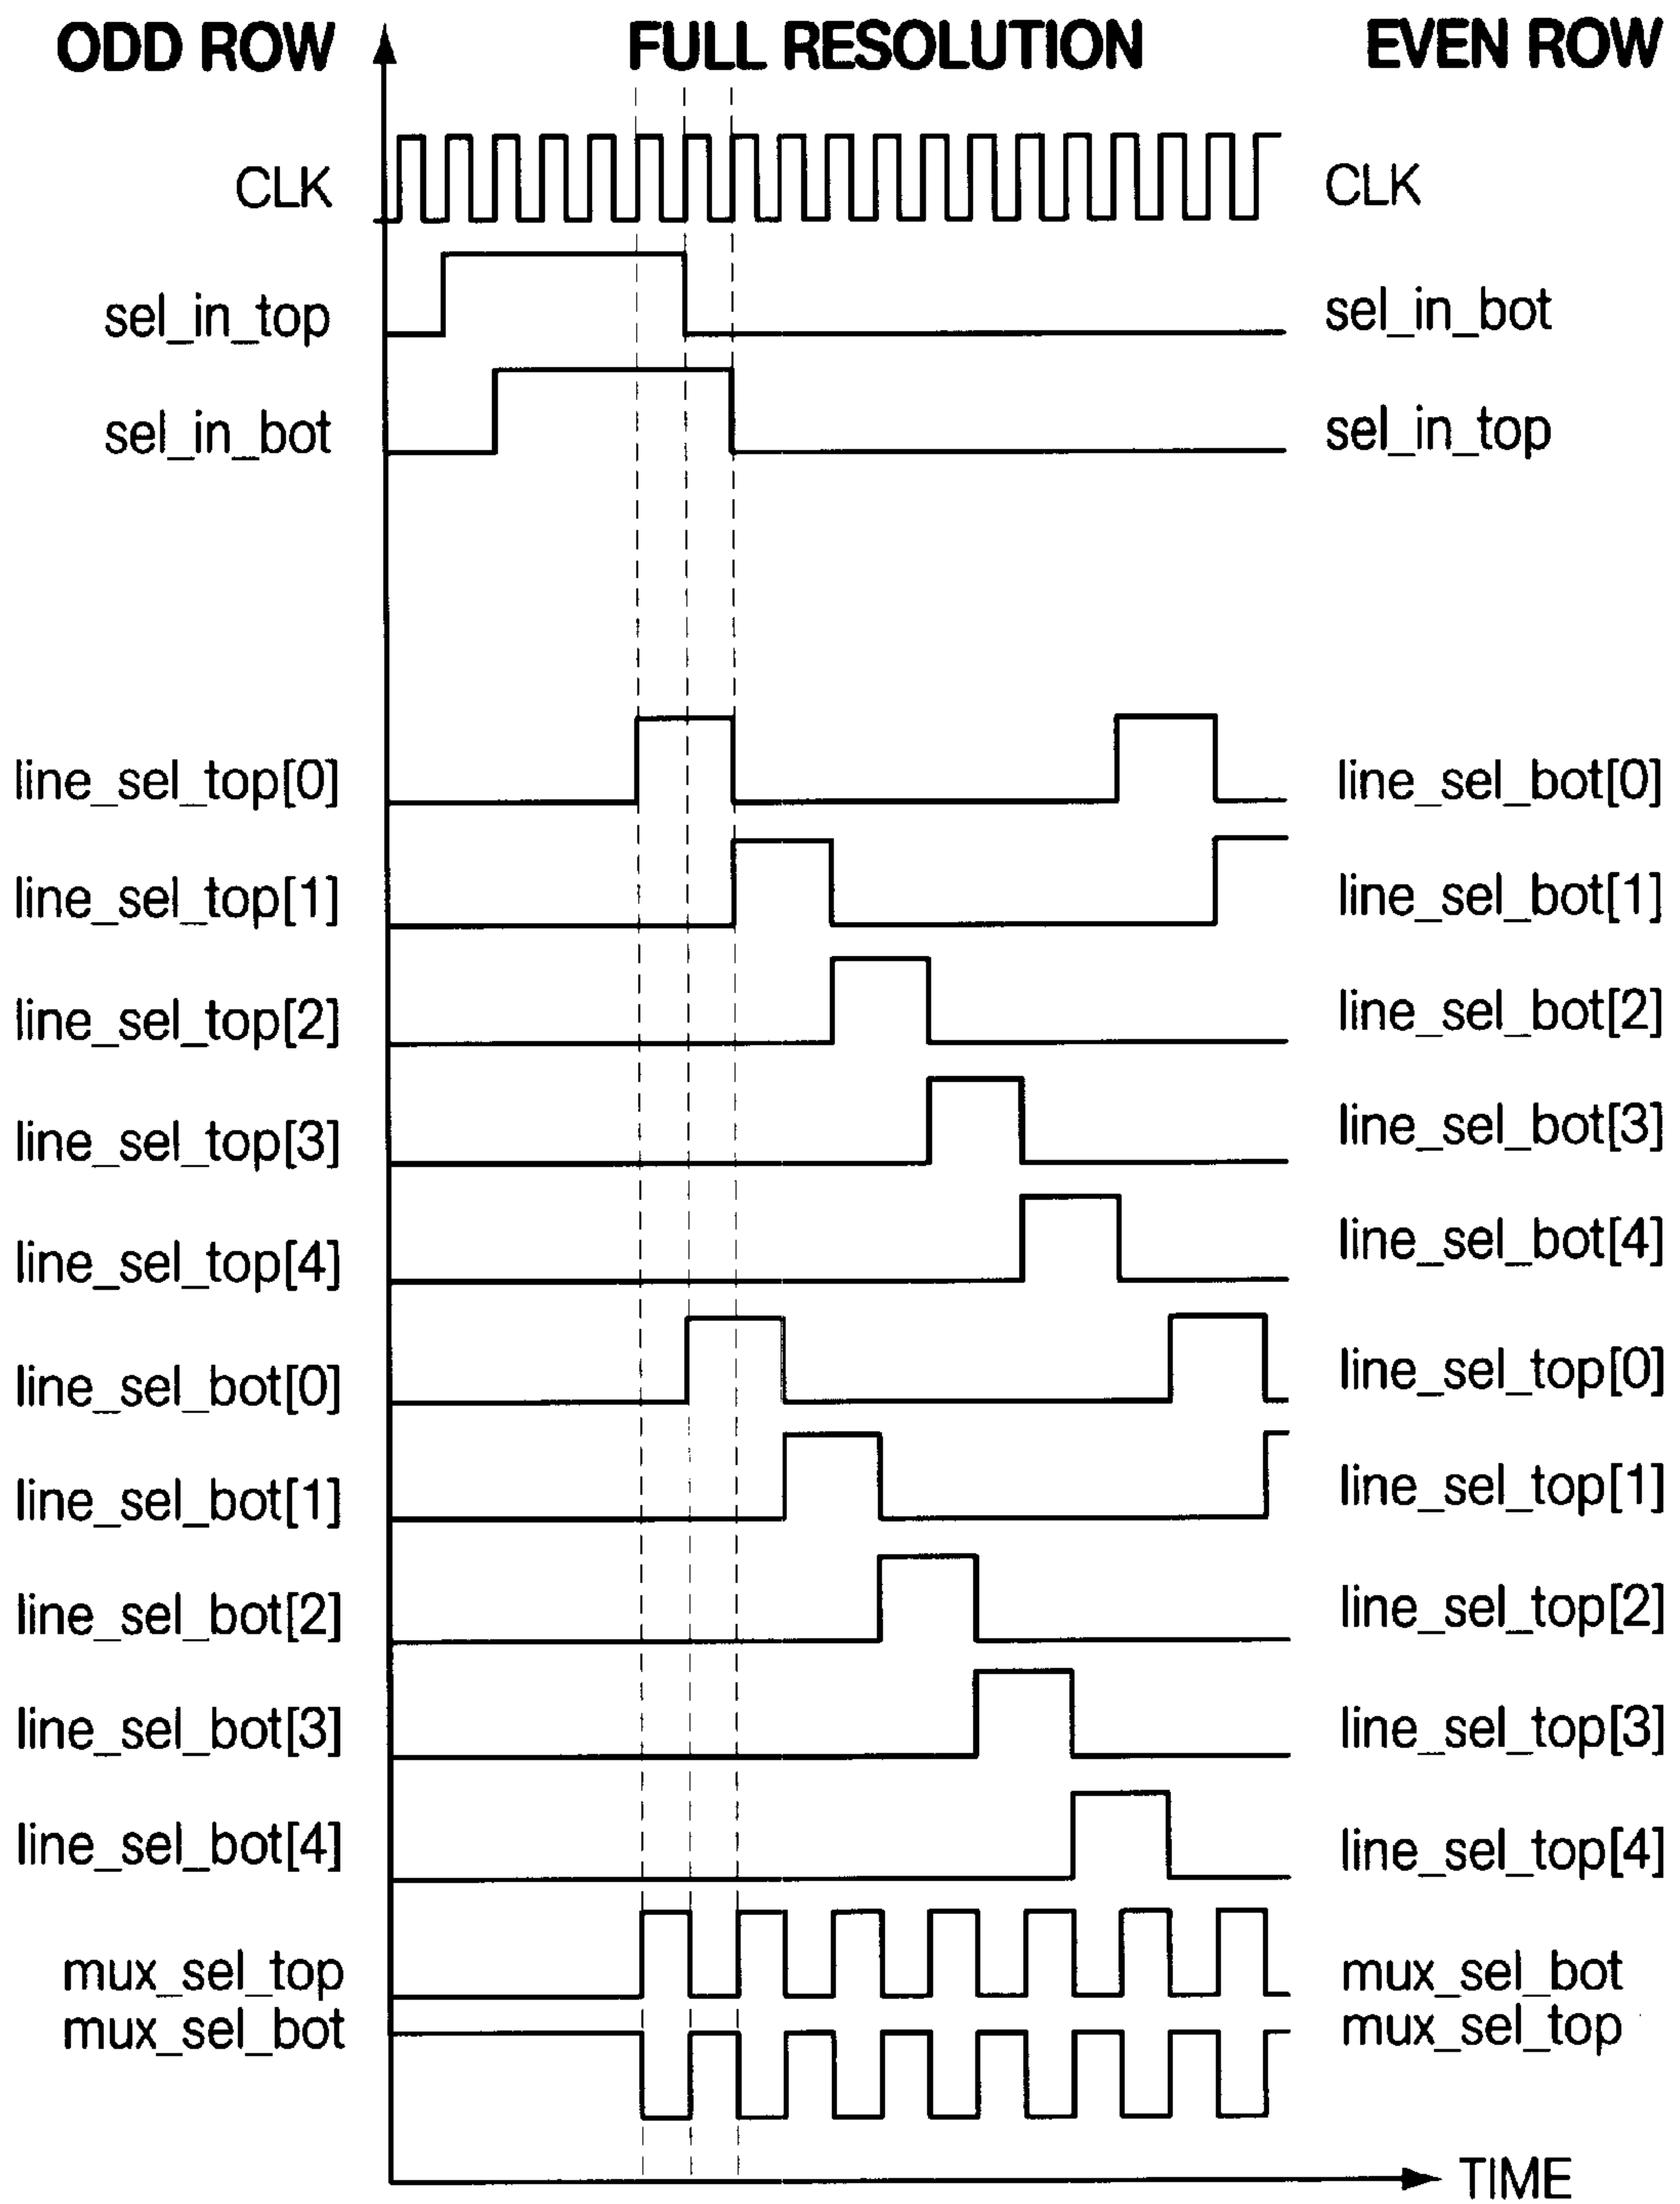 ODD ROW FULL RESOLUTION EVEN ROW
CLK CLK
sel_in_top sel_in_bot
sel_in_bot sel_in_top
line_sel_top[0] line_sel_bot[0]
line_sel_top[1] line_sel_bot[1]
line_sel_top[2] line_sel_bot[2]
line_sel_top[3] line_sel_bot[3]
line_sel_top[4] line_sel_bot[4]
line_sel_bot[0] line_sel_top[0]
line_sel_bot[1] line_sel_top[1]
line_sel_bot[2] line_sel_top[2]
line_sel_bot[3] line_sel_top[3]
line_sel_bot[4] line_sel_top[4]
mux_sel_top mux_sel_bot
mux_sel_bot mux_sel_top
TIME